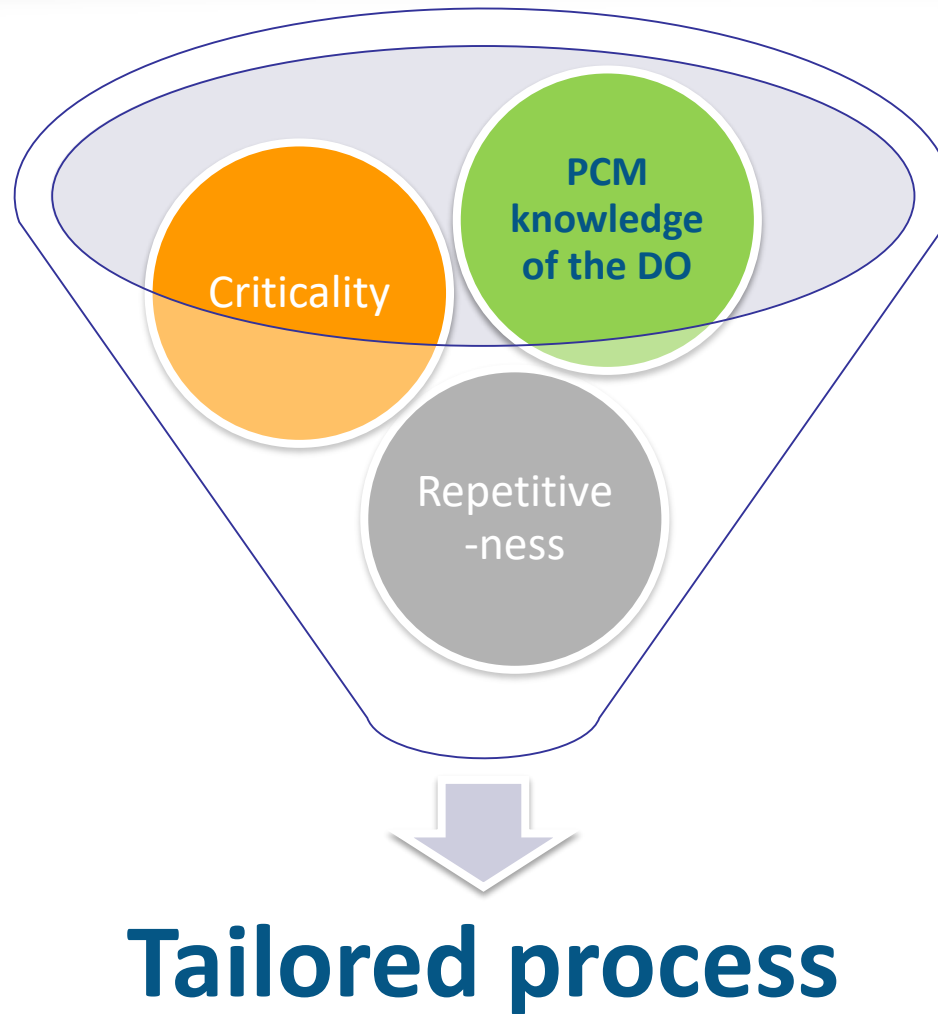 PCM
knowledge
of the DO
Criticality
Repetitive
-ness
Tailored process